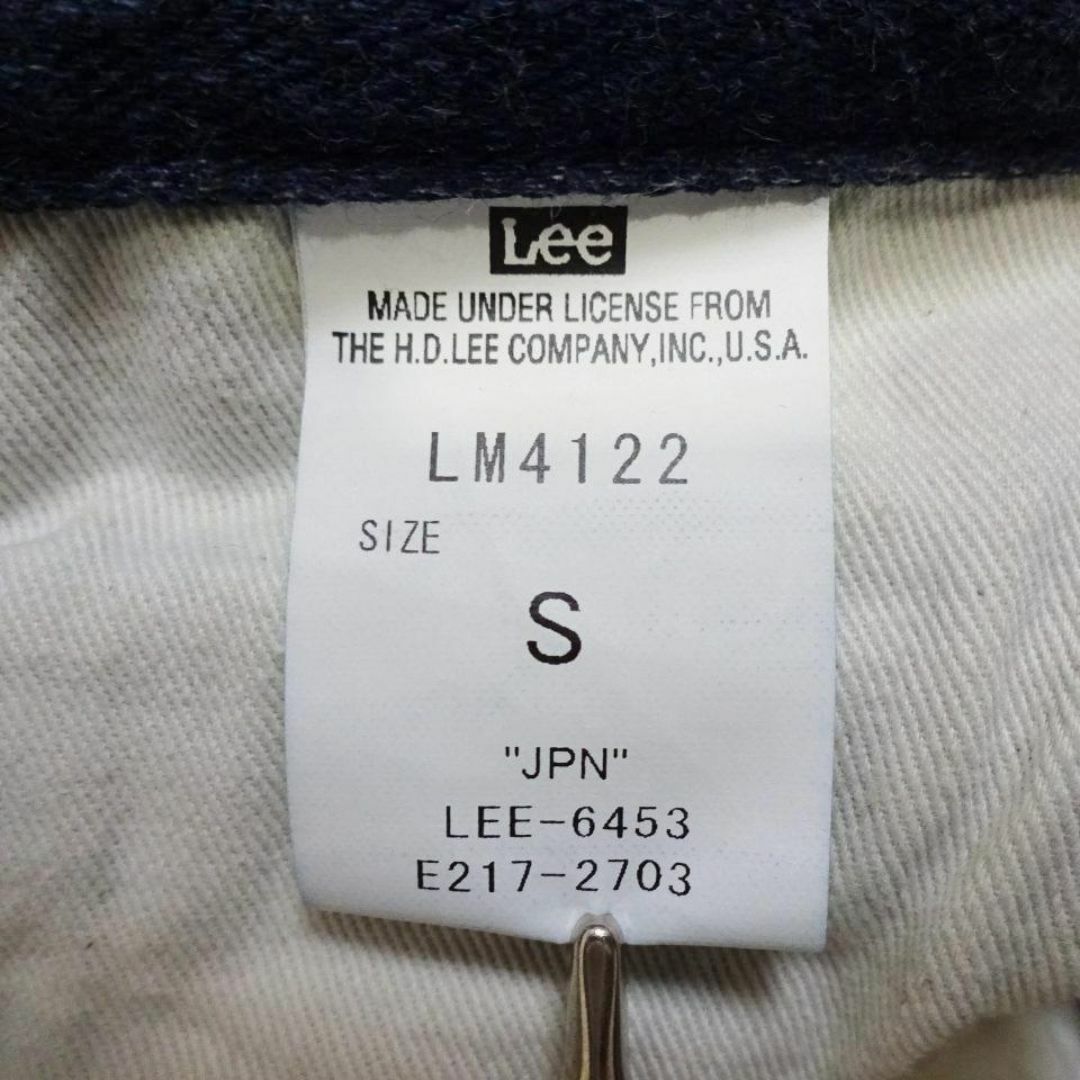 Lee
MADE UNDER LICENSE FROM
THE H.D.LEE COMPANY,INC.,U.S.A.
LM4122
SIZE
S
"JPN"
LEE-6453
E217-2703